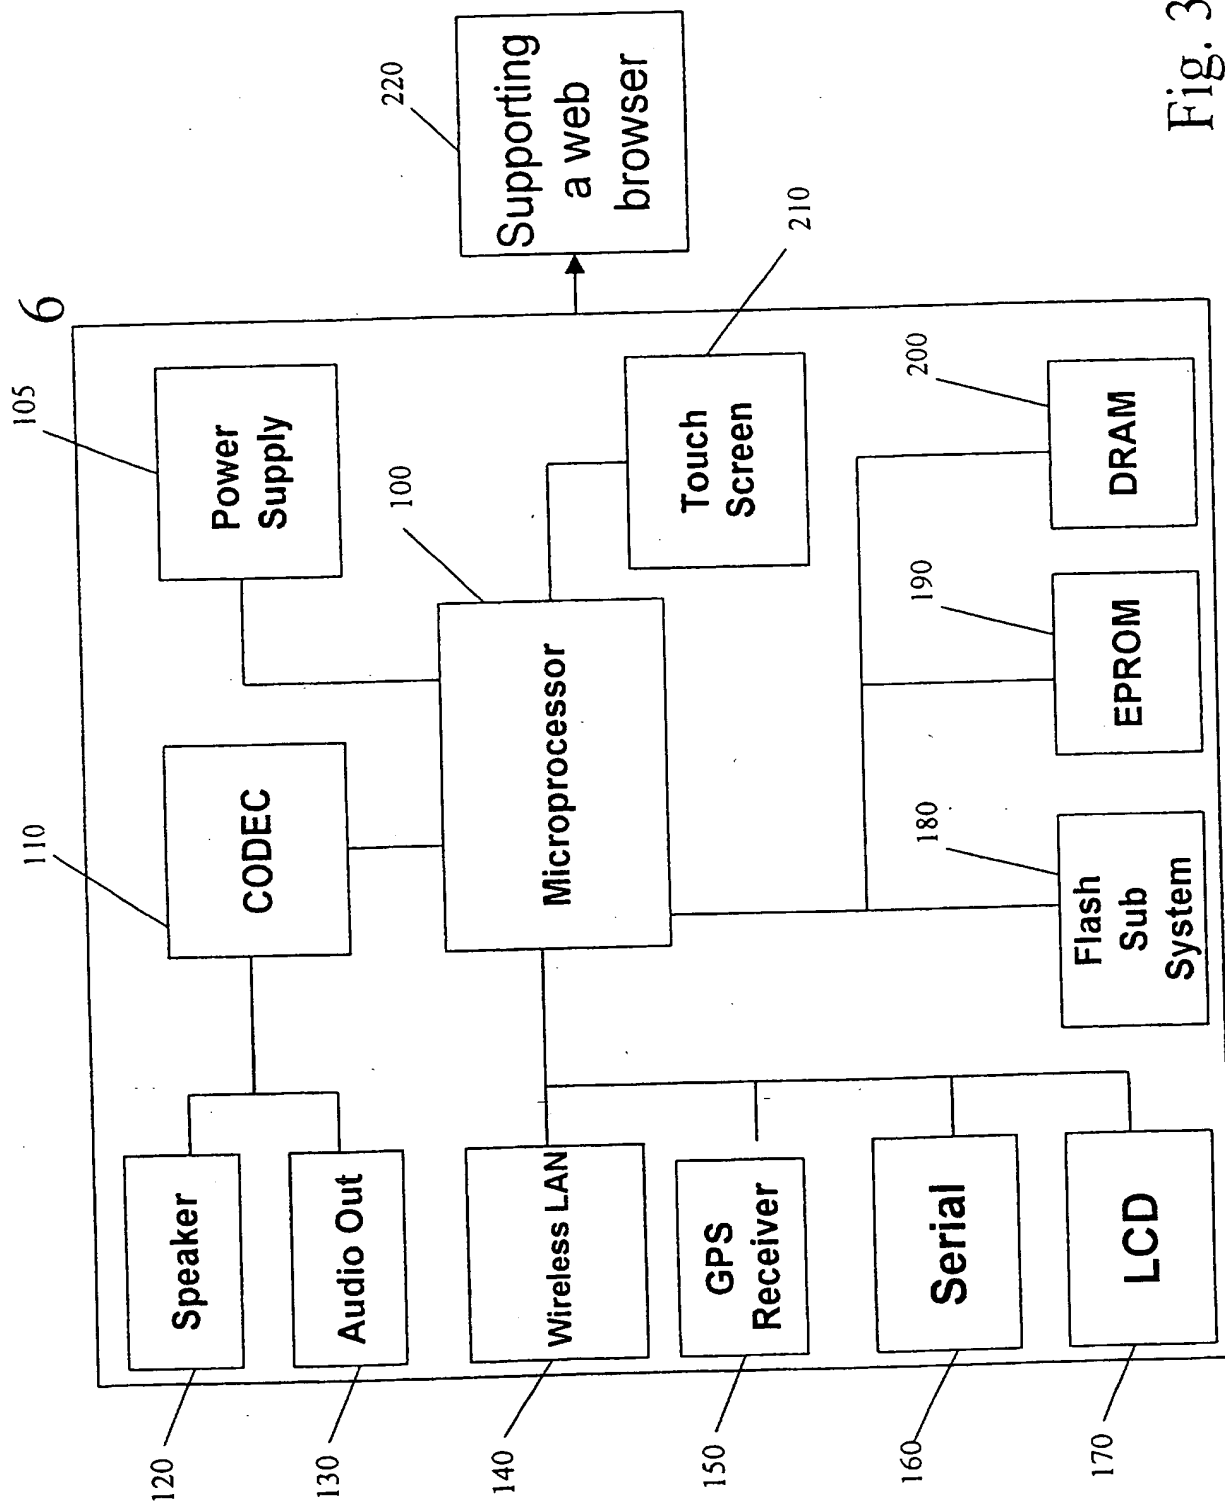 6
105
Power
Supply
110
CODEC
Speaker
120
Audio Out
130
100
Microprocessor
Wireless LAN
140
220
Supporting
a web
browser
210
Touch
Screen
GPS
Receiver
150
Serial
160
LCD
170
180
Flash
Sub
System
190
EPROM
200
DRAM
Fig. 3